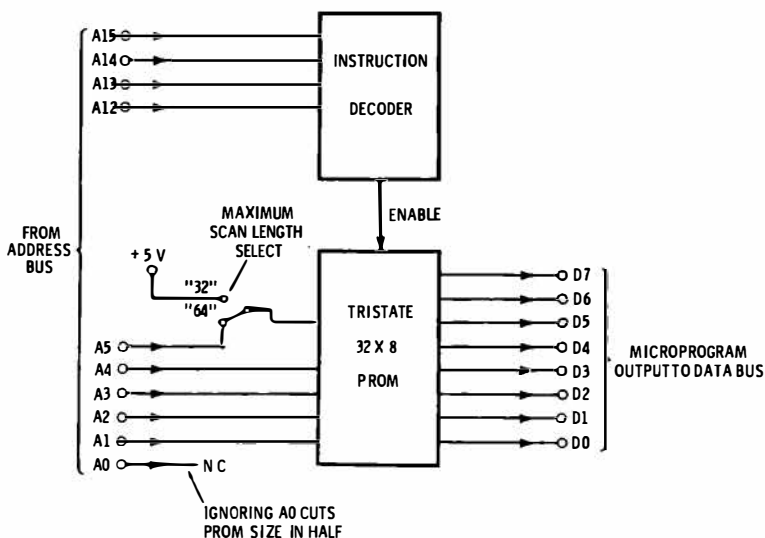 A15
A14
A13
A12
INSTRUCTION
DECODER
ENABLE
FROM
ADDRESS
BUS
MAXIMUM
SCAN LENGTH
SELECT
+5 V
"32"
"64"
A5
A4
A3
A2
A1
A0
NC
TRISTATE
32 X 8
PROM
D7
D6
D5
D4
D3
D2
D1
D0
MICROPROGRAM
OUTPUT TO DATA BUS
IGNORING A0 CUTS
PROM SIZE IN HALF